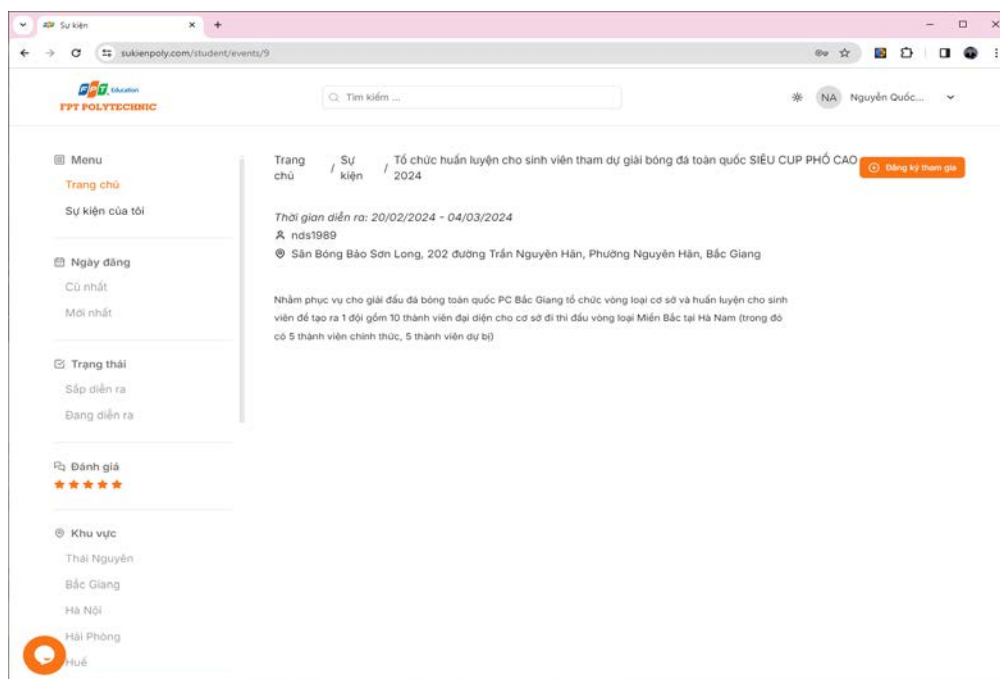 Sự kiện
sukienpoly.com/student/events/9
FPT Education
FPT POLYTECHNIC
Tìm kiếm ...
NA Nguyễn Quốc...
Menu
Trang chủ
Sự kiện của tôi
Ngày đăng
Cũ nhất
Mới nhất
Trạng thái
Sắp diễn ra
Đang diễn ra
Đánh giá
Khu vực
Thái Nguyên
Bắc Giang
Hà Nội
Hải Phòng
Huế
Trang chủ / Sự kiện / Tổ chức huấn luyện cho sinh viên tham dự giải bóng đá toàn quốc SIÊU CUP PHỐ CAO
2024
Đăng ký tham gia
Thời gian diễn ra: 20/02/2024 - 04/03/2024
nds1989
Sân Bóng Bảo Sơn Long, 202 đường Trần Nguyên Hãn, Phường Nguyên Hãn, Bắc Giang
Nhằm phục vụ cho giải đấu đá bóng toàn quốc PC Bắc Giang tổ chức vòng loại cơ sở và huấn luyện cho sinh
viên để tạo ra 1 đội gồm 10 thành viên đại diện cho cơ sở đi thi đấu vòng loại Miền Bắc tại Hà Nam (trong đó
có 5 thành viên chính thức, 5 thành viên dự bị)